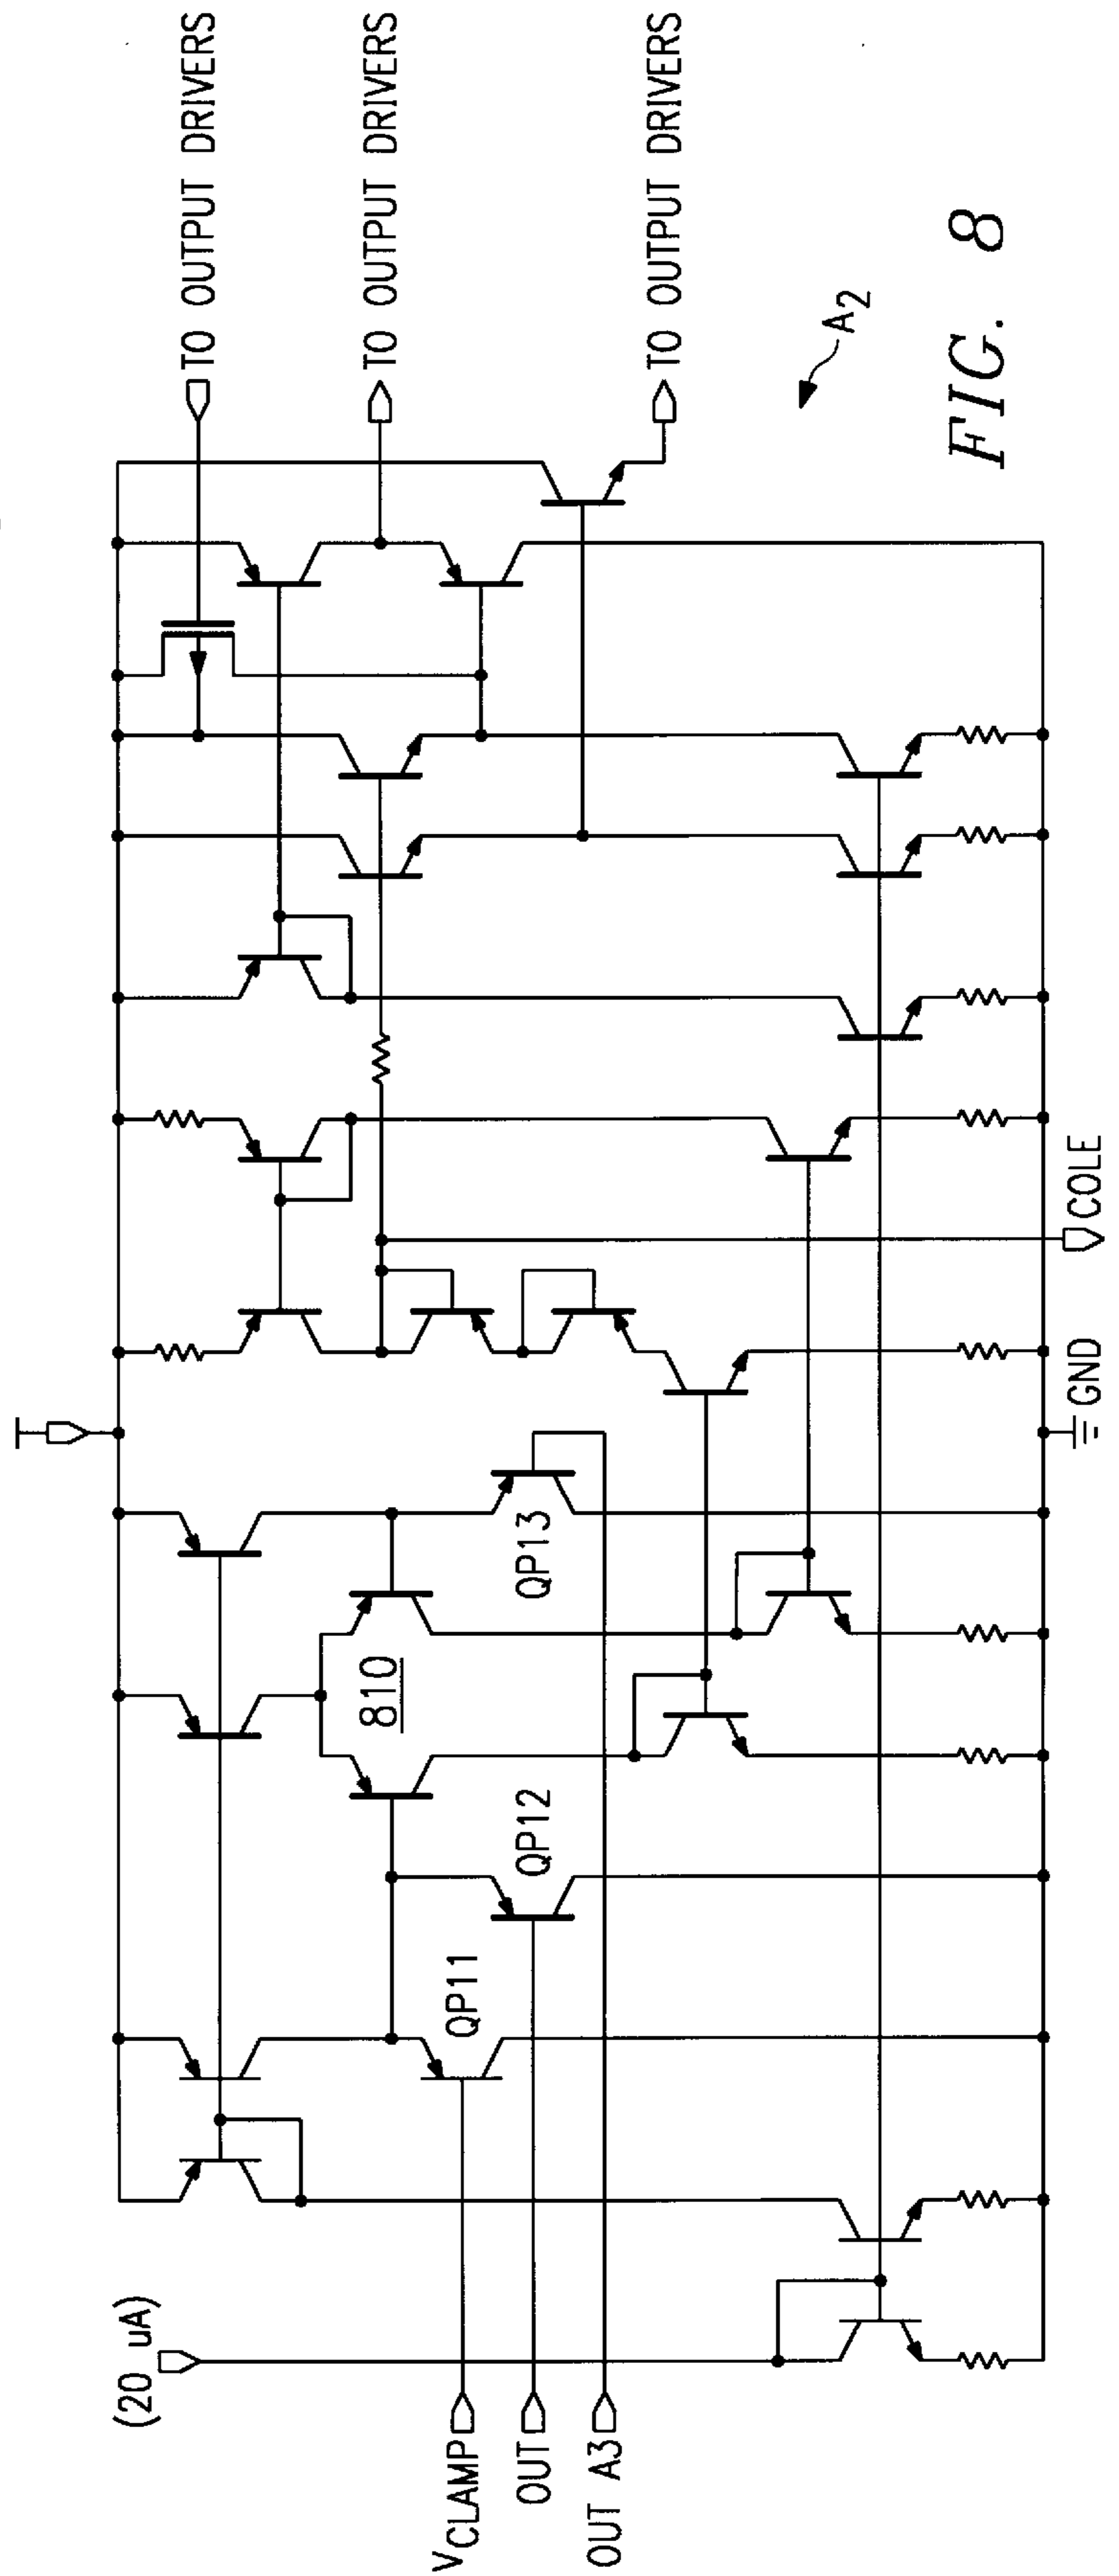 (20 uA)
VCLAMP
OUT
OUT A3
QP11
QP12
810
QP13
GND
COLE
TO OUTPUT DRIVERS
TO OUTPUT DRIVERS
TO OUTPUT DRIVERS
A2
FIG. 8